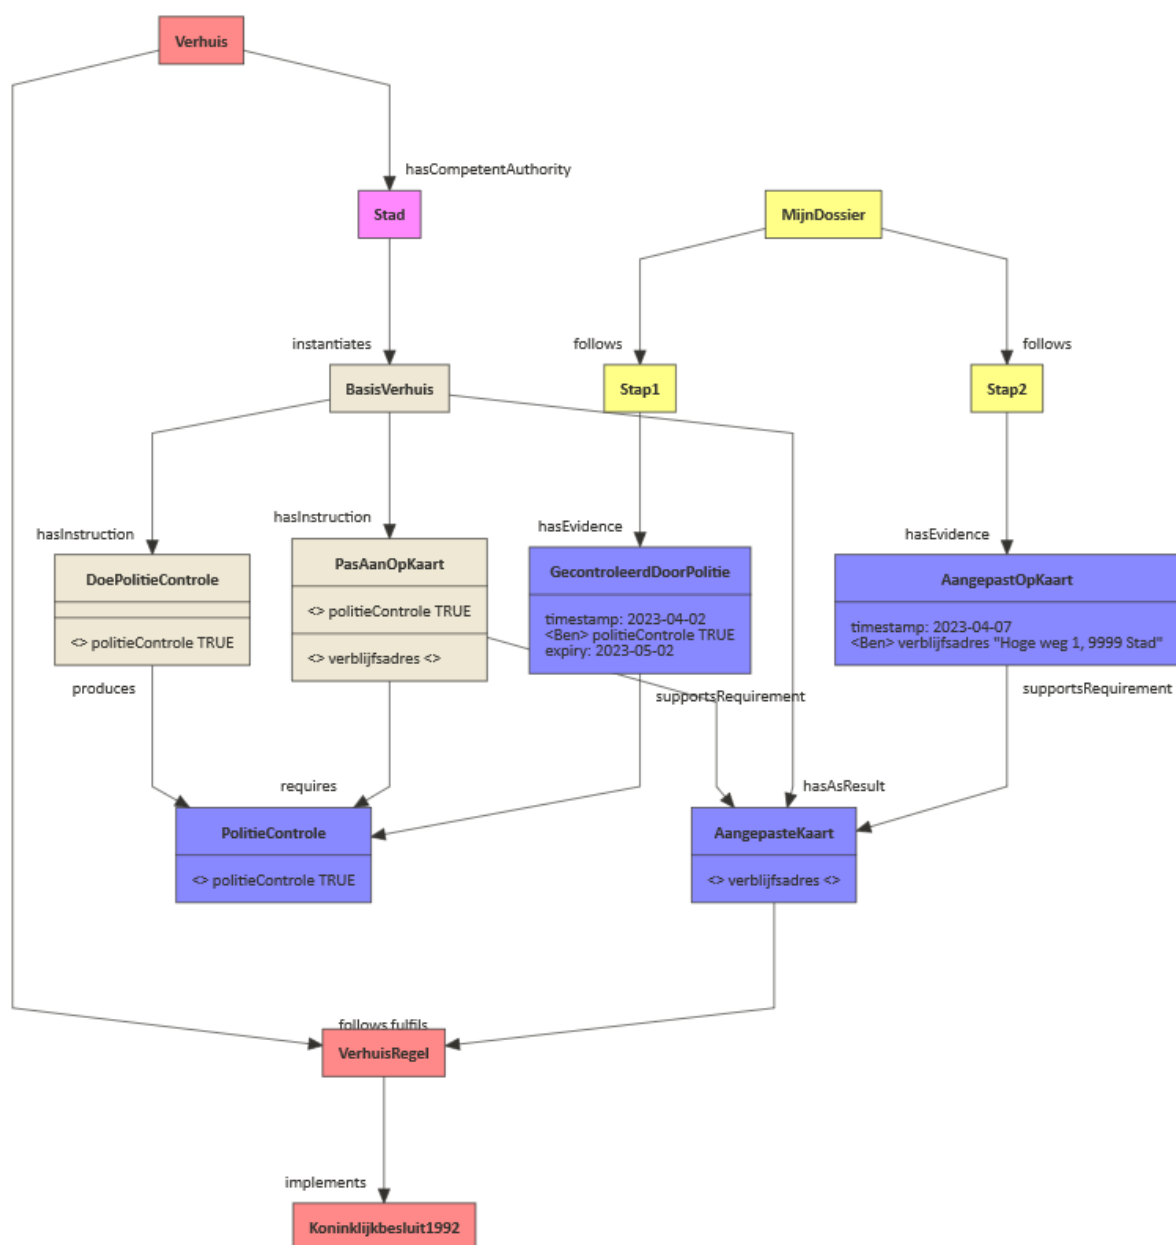 Verhuis
hasCompetentAuthority
Stad
MijnDossier
instantiates
follows
follows
BasisVerhuis
Stap1
Stap2
hasInstruction
hasInstruction
hasEvidence
hasEvidence
DoePolitieControle
<> politieControle TRUE
PasAanOpKaart
<> politieControle TRUE
<> verblijfsadres <>
GecontroleerdDoorPolitie
timestamp: 2023-04-02
<Ben> politieControle TRUE
expiry: 2023-05-02
AangepastOpKaart
timestamp: 2023-04-07
<Ben> verblijfsadres "Hoge weg 1, 9999 Stad"
produces
supportsRequirement
supportsRequirement
requires
hasAsResult
PolitieControle
<> politieControle TRUE
AangepasteKaart
<> verblijfsadres <>
follows fulfils
VerhuisRegel
implements
Koninklijkbesluit1992